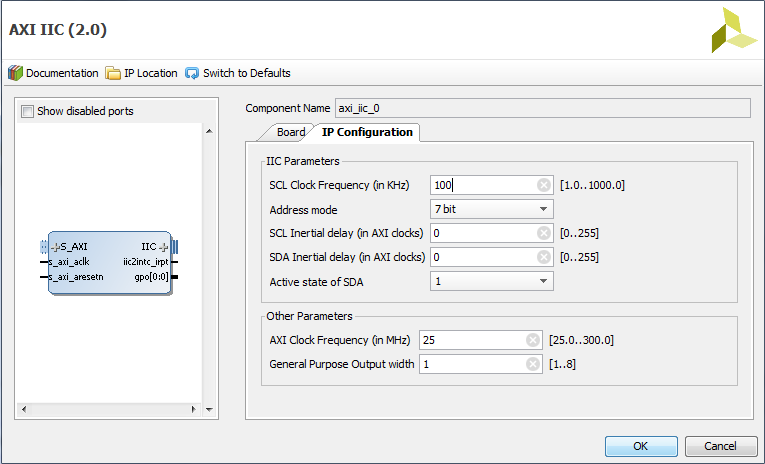 AXI IIC (2.0)
Documentation IP Location Switch to Defaults
Show disabled ports
S_AXI IIC
s_axi_aclk iic2intc_irpt
s_axi_aresetn gpo[0:0]
Component Name axi_iic_0
Board IP Configuration
IIC Parameters
SCL Clock Frequency (in KHz) 100 [1.0..1000.0]
Address mode 7 bit
SCL Inertial delay (in AXI clocks) 0 [0..255]
SDA Inertial delay (in AXI clocks) 0 [0..255]
Active state of SDA 1
Other Parameters
AXI Clock Frequency (in MHz) 25 [25.0..300.0]
General Purpose Output width 1 [1..8]
OK Cancel